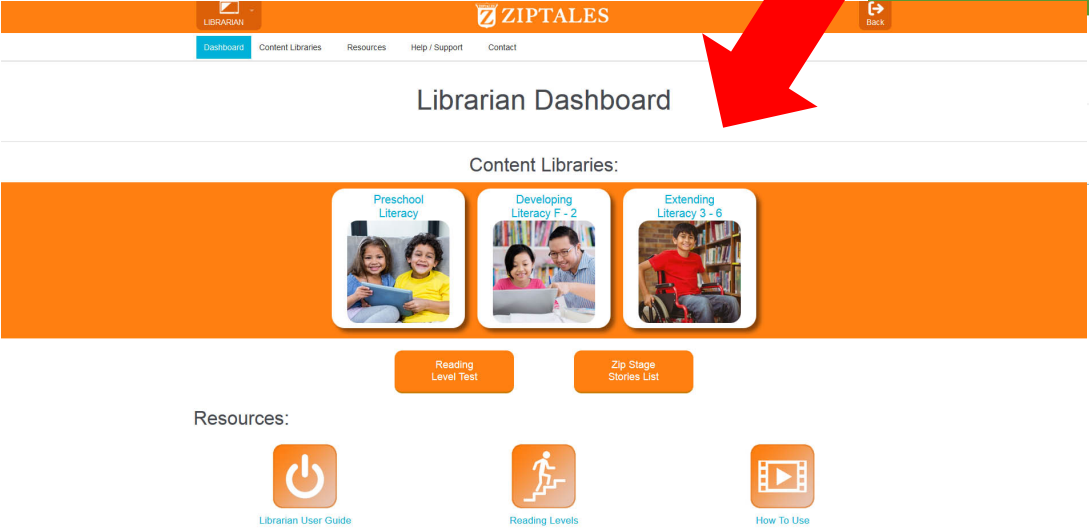 LIBRARIAN
ZIPTALES
Back
Dashboard
Content Libraries
Resources
Help / Support
Contact
Librarian Dashboard
Content Libraries:
Preschool
Literacy
Developing
Literacy F - 2
Extending
Literacy 3 - 6
Reading
Level Test
Zip Stage
Stories List
Resources:
Librarian User Guide
Reading Levels
How To Use